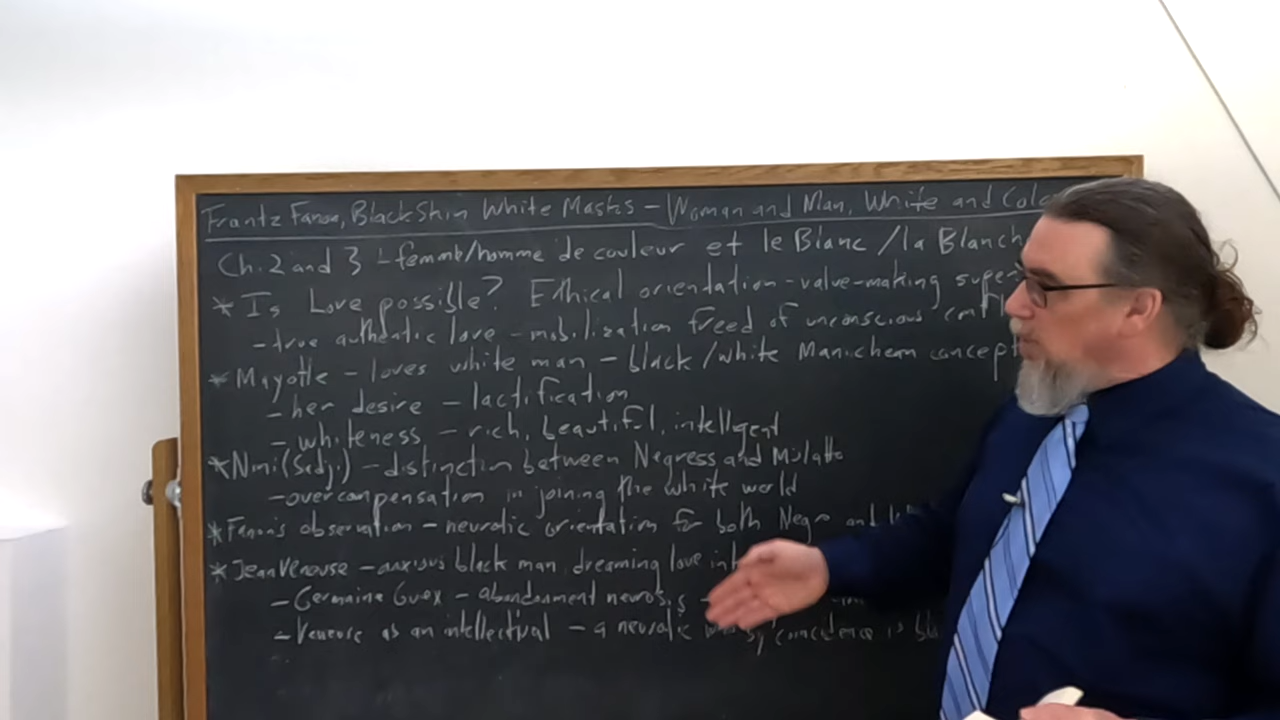 Frantz Fanon, Black Skin White Masks - Woman and Man, White and Colo
Ch. 2 and 3 - femme/homme de couleur et le Blanc / la Blanch
* Is Love possible? Ethical orientation - value-making supe
- true authentic love - mobilization freed of unconscious conf
* Mayotte - loves white man - black/white Manichean concept
- her desire - lactification
- whiteness - rich, beautiful, intelligent
* Nini (Sadji) - distinction between Negress and Mulatto
- overcompensation in joining the white world
* Fanon's observation - neurotic orientation for both Negro and
* Jean Veneuse - anxious black man dreaming love
- Germaine Guex - abandonment neurosis -
- Veneuse as an intellectual - a neurotic coincidence is